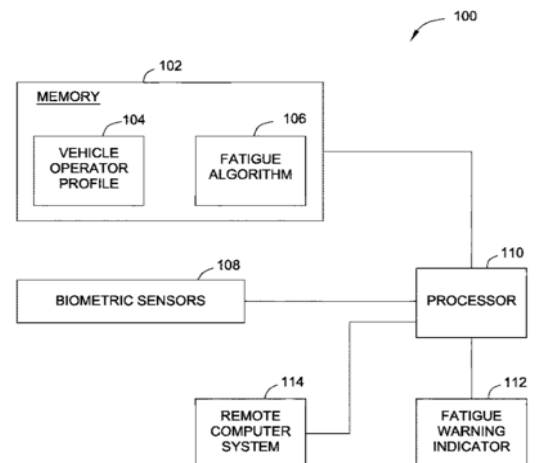 100
102
MEMORY
104
106
VEHICLE
OPERATOR
PROFILE
FATIGUE
ALGORITHM
108
BIOMETRIC SENSORS
110
PROCESSOR
114
REMOTE
COMPUTER
SYSTEM
112
FATIGUE
WARNING
INDICATOR